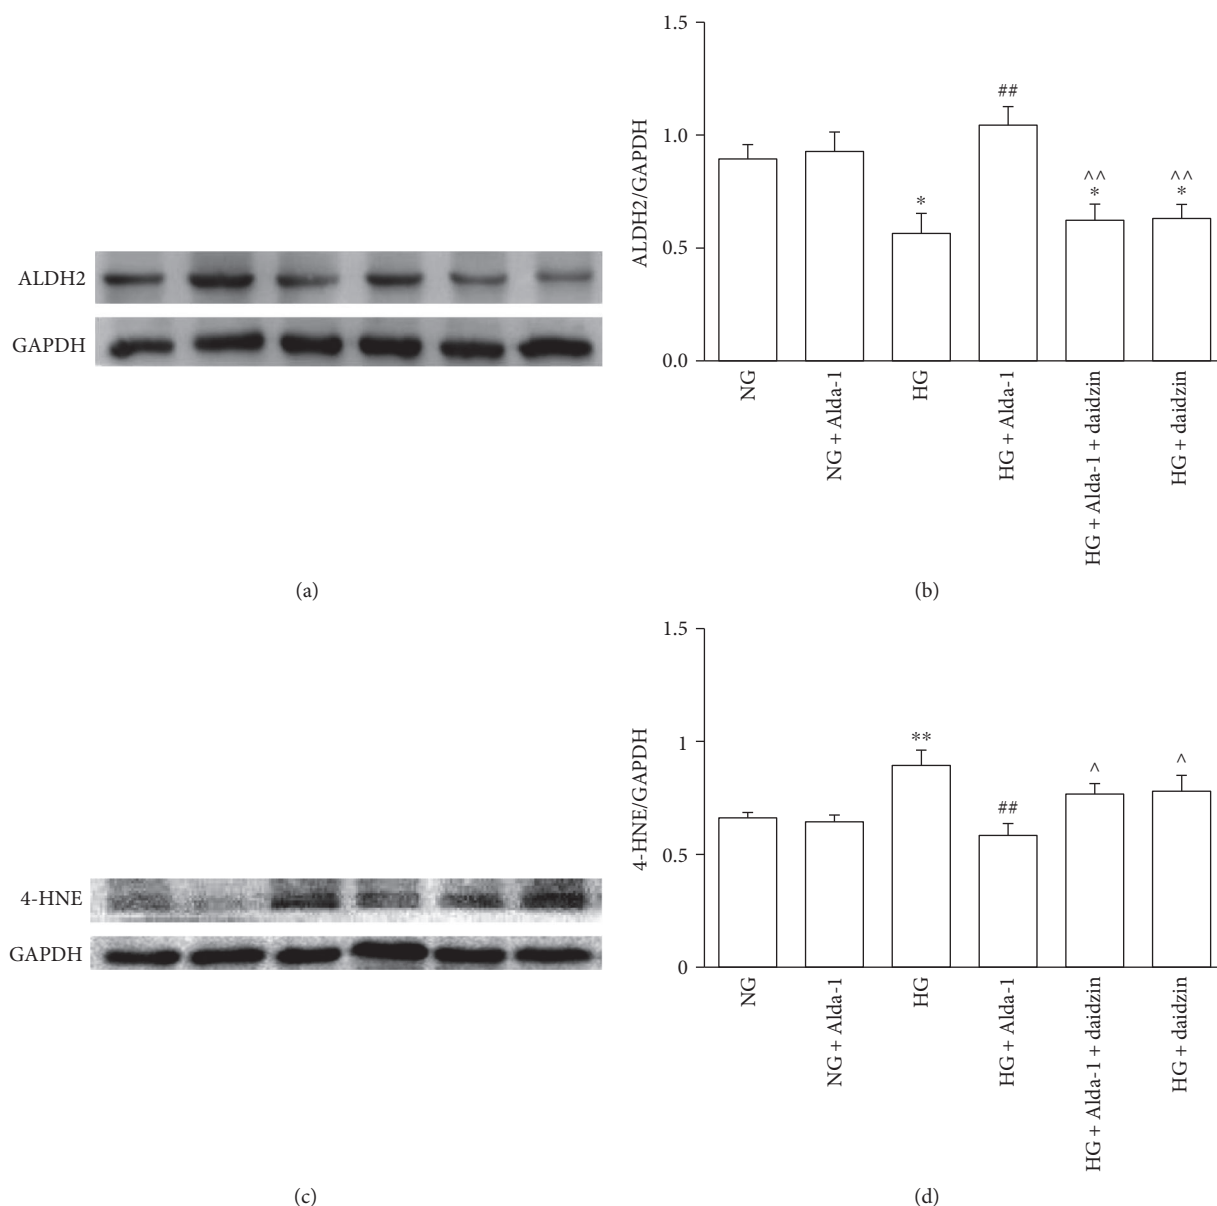 ALDH2
GAPDH
(a)
ALDH2/GAPDH
1.5
1.0
0.5
0.0
*
##
^^
*
^^
*
NG
NG + Alda-1
HG
HG + Alda-1
HG + Alda-1 + daidzin
HG + daidzin
(b)
4-HNE
GAPDH
(c)
4-HNE/GAPDH
1.5
1
0.5
0
**
##
^
^
NG
NG + Alda-1
HG
HG + Alda-1
HG + Alda-1 + daidzin
HG + daidzin
(d)